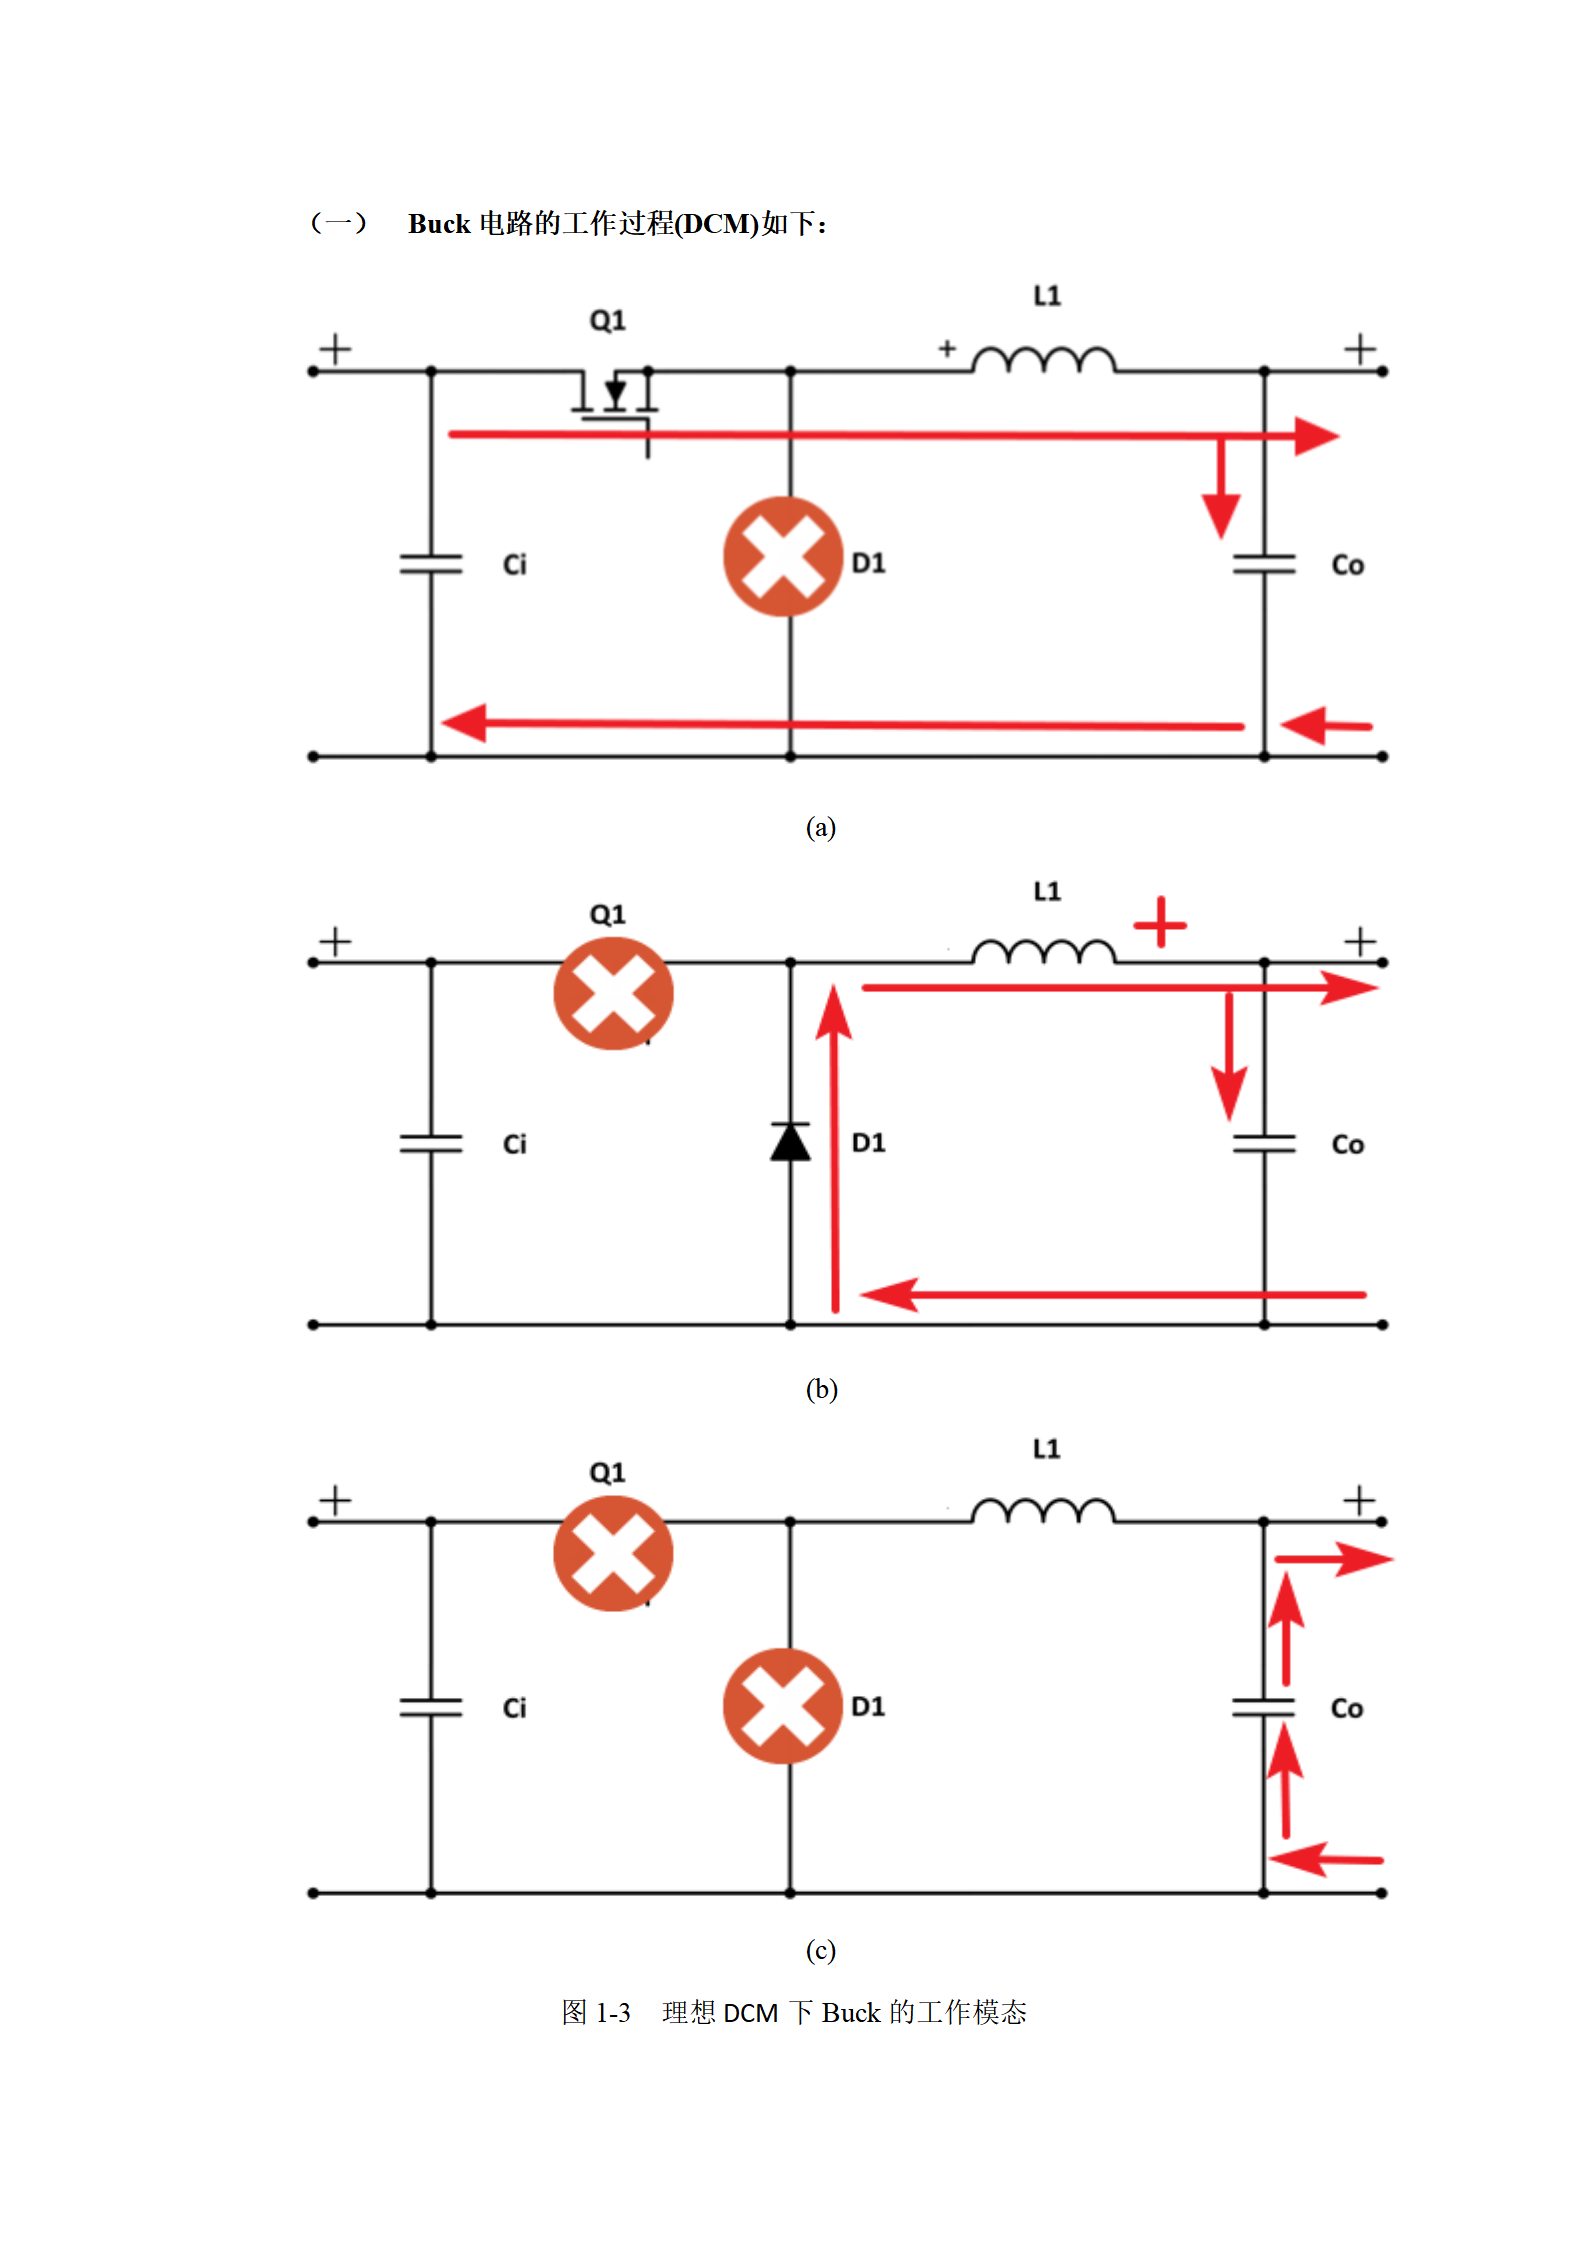 （一） Buck 电路的工作过程(DCM)如下：
L1
Q1
+ + +
Ci D1 Co
(a)
L1
Q1
+ + +
Ci D1 Co
(b)
L1
Q1
+ +
Ci D1 Co
(c)
图 1-3 理想 DCM 下 Buck 的工作模态